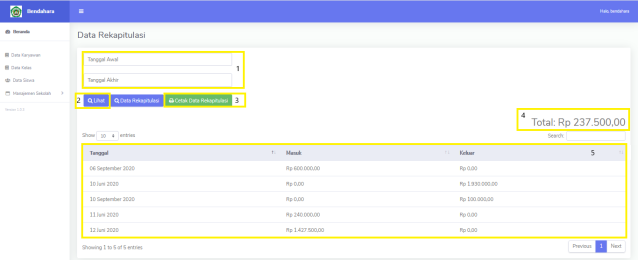 Bendahara
Halo, bendahara
Beranda
Data Rekapitulasi
Data Karyawan
Data Kelas
Data Siswa
Manajemen Sekolah
Tanggal Awal
1
Tanggal Akhir
2 Lihat Data Rekapitulasi Cetak Data Rekapitulasi 3
4 Total: Rp 237.500,00
Show 10 entries
Search:
Tanggal Masuk Keluar 5
06 September 2020 Rp 600.000,00 Rp 0,00
10 Juni 2020 Rp 0,00 Rp 1.930.000,00
10 September 2020 Rp 0,00 Rp 100.000,00
11 Juni 2020 Rp 240.000,00 Rp 0,00
12 Juni 2020 Rp 1.427.500,00 Rp 0,00
Showing 1 to 5 of 5 entries
Previous 1 Next